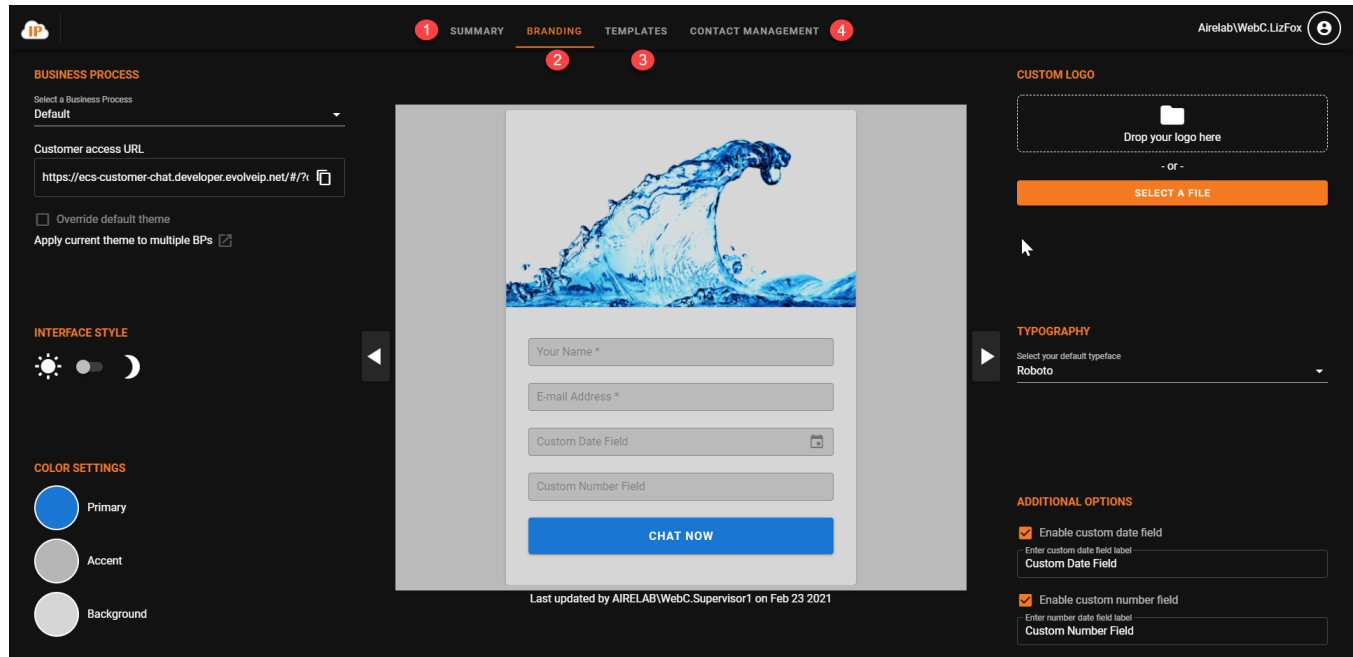 IP
1 SUMMARY BRANDING TEMPLATES CONTACT MANAGEMENT 4
2 3
Airelab\WebC.LizFox
BUSINESS PROCESS
Select a Business Process
Default
Customer access URL
https://ecs-customer-chat.developer.evolveip.net/#/?c
Override default theme
Apply current theme to multiple BPs
INTERFACE STYLE
COLOR SETTINGS
Primary
Accent
Background
Your Name *
E-mail Address *
Custom Date Field
Custom Number Field
CHAT NOW
Last updated by AIRELAB\WebC.Supervisor1 on Feb 23 2021
CUSTOM LOGO
Drop your logo here
- or -
SELECT A FILE
TYPOGRAPHY
Select your default typeface
Roboto
ADDITIONAL OPTIONS
Enable custom date field
Enter custom date field label
Custom Date Field
Enable custom number field
Enter number date field label
Custom Number Field